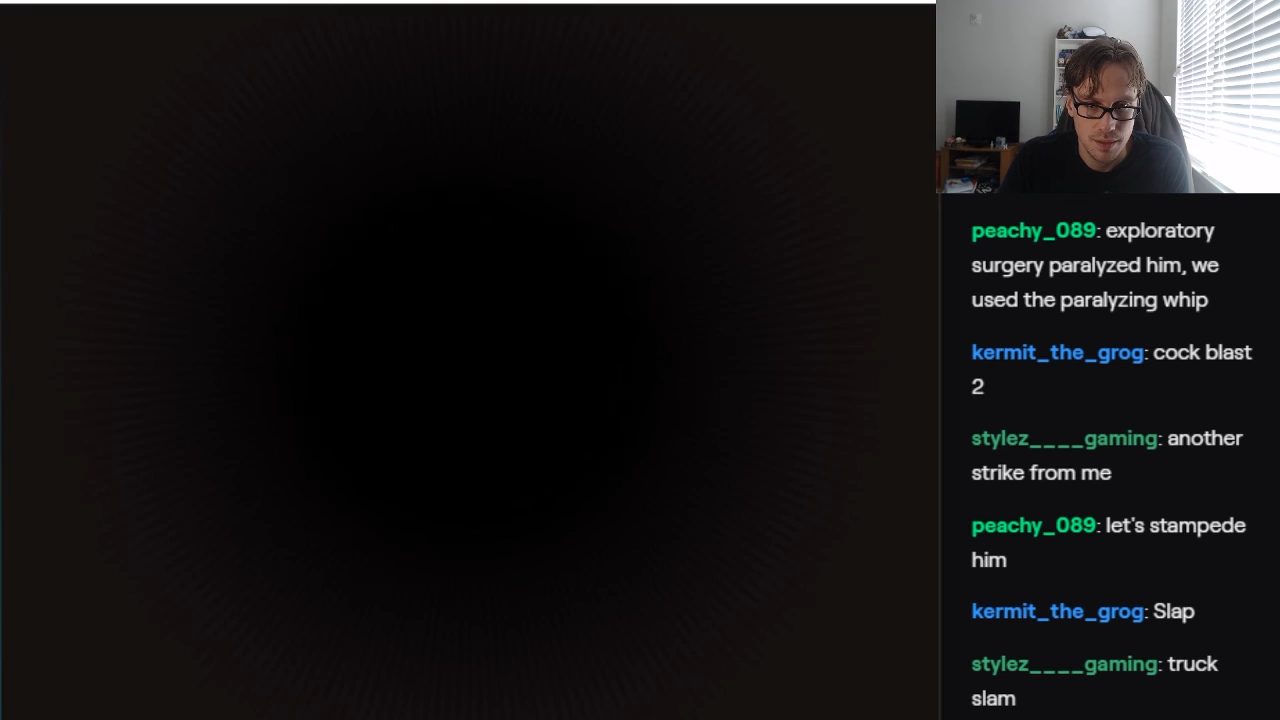 peachy_089: exploratory
surgery paralyzed him, we
used the paralyzing whip
kermit_the_grog: cock blast
2
stylez____gaming: another
strike from me
peachy_089: let's stampede
him
kermit_the_grog: Slap
stylez____gaming: truck
slam